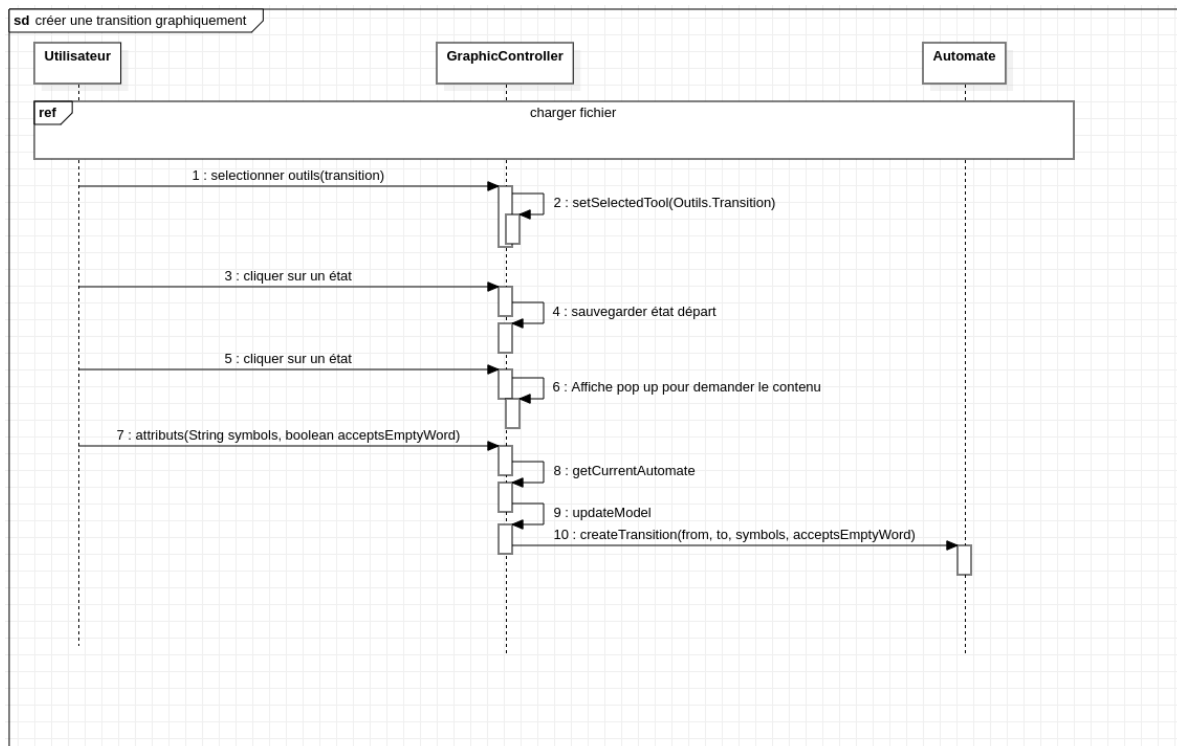 sd créer une transition graphiquement
Utilisateur
GraphicController
Automate
ref
charger fichier
1 : selectionner outils(transition)
2 : setSelectedTool(Outils.Transition)
3 : cliquer sur un état
4 : sauvegarder état départ
5 : cliquer sur un état
6 : Affiche pop up pour demander le contenu
7 : attributs(String symbols, boolean acceptsEmptyWord)
8 : getCurrentAutomate
9 : updateModel
10 : createTransition(from, to, symbols, acceptsEmptyWord)